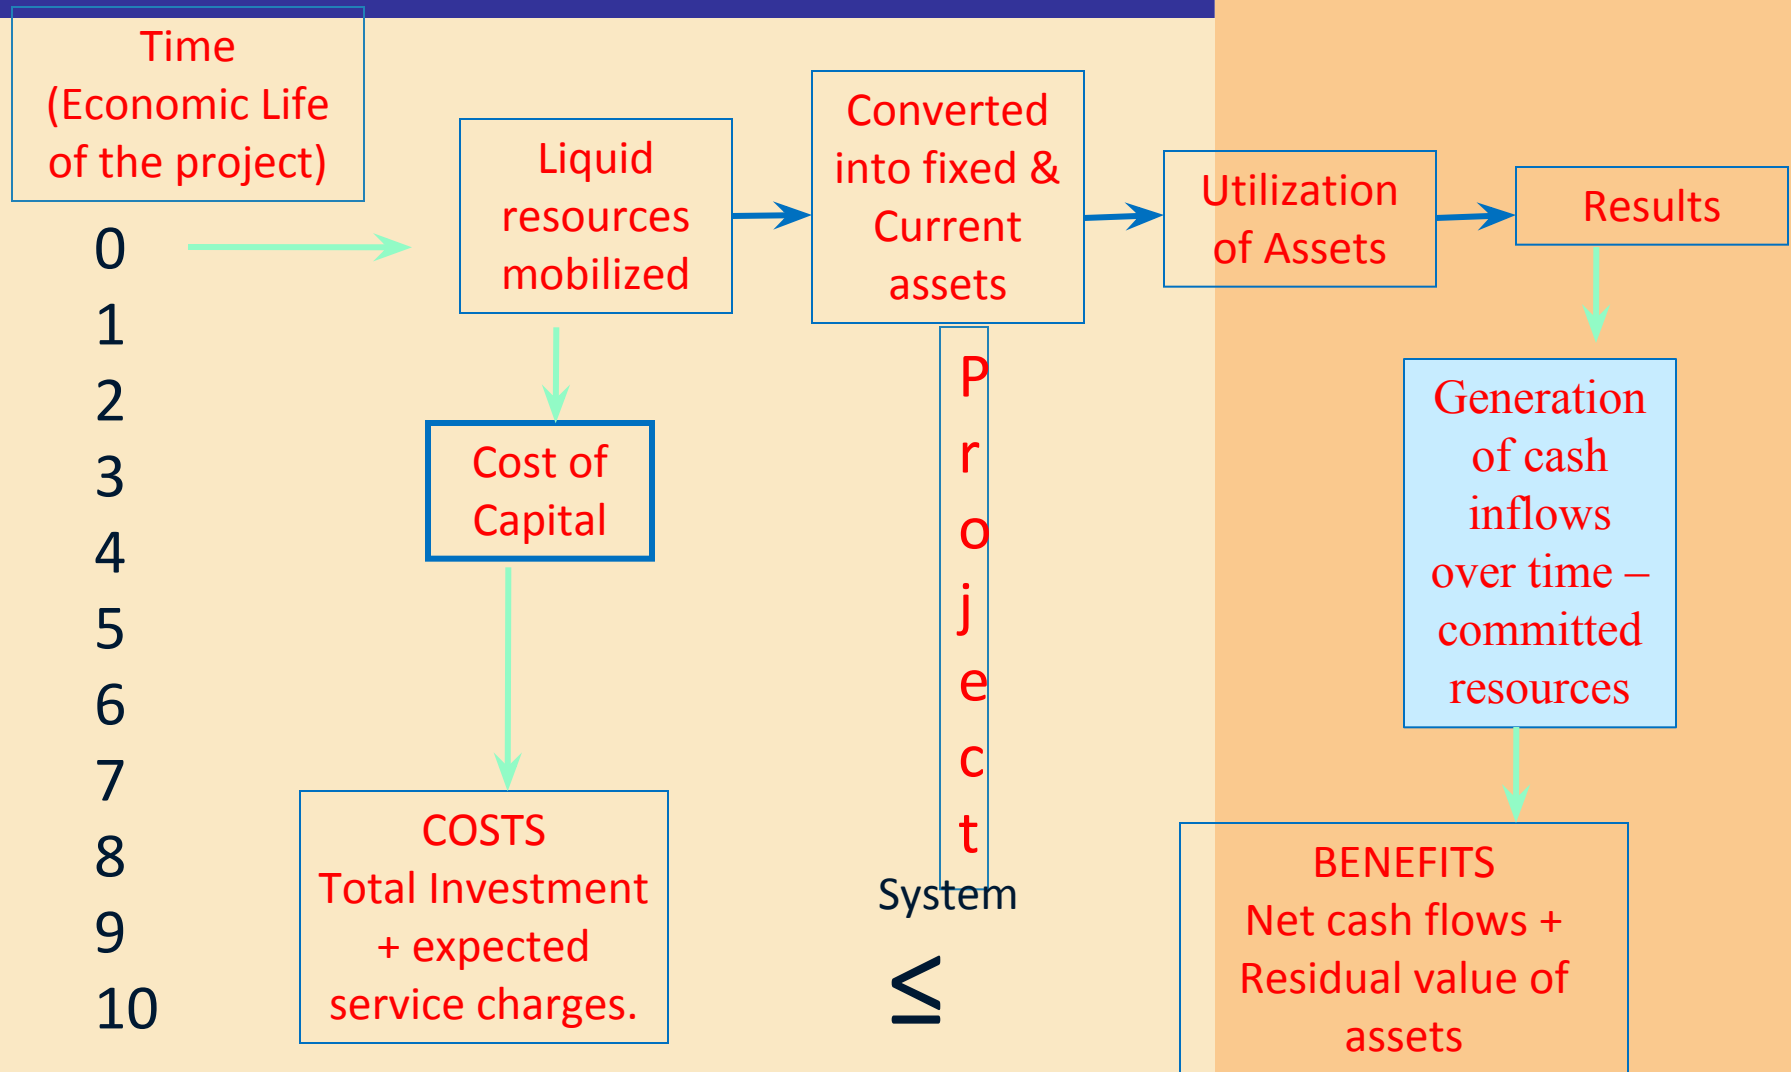 Time
(Economic Life
of the project)
0
1
2
3
4
5
6
7
8
9
10
Liquid
resources
mobilized
Cost of
Capital
COSTS
Total Investment
+ expected
service charges.
Converted
into fixed &
Current
assets
P
r
o
j
e
c
t
System
≤
Utilization
of Assets
Results
Generation
of cash
inflows
over time –
committed
resources
BENEFITS
Net cash flows +
Residual value of
assets